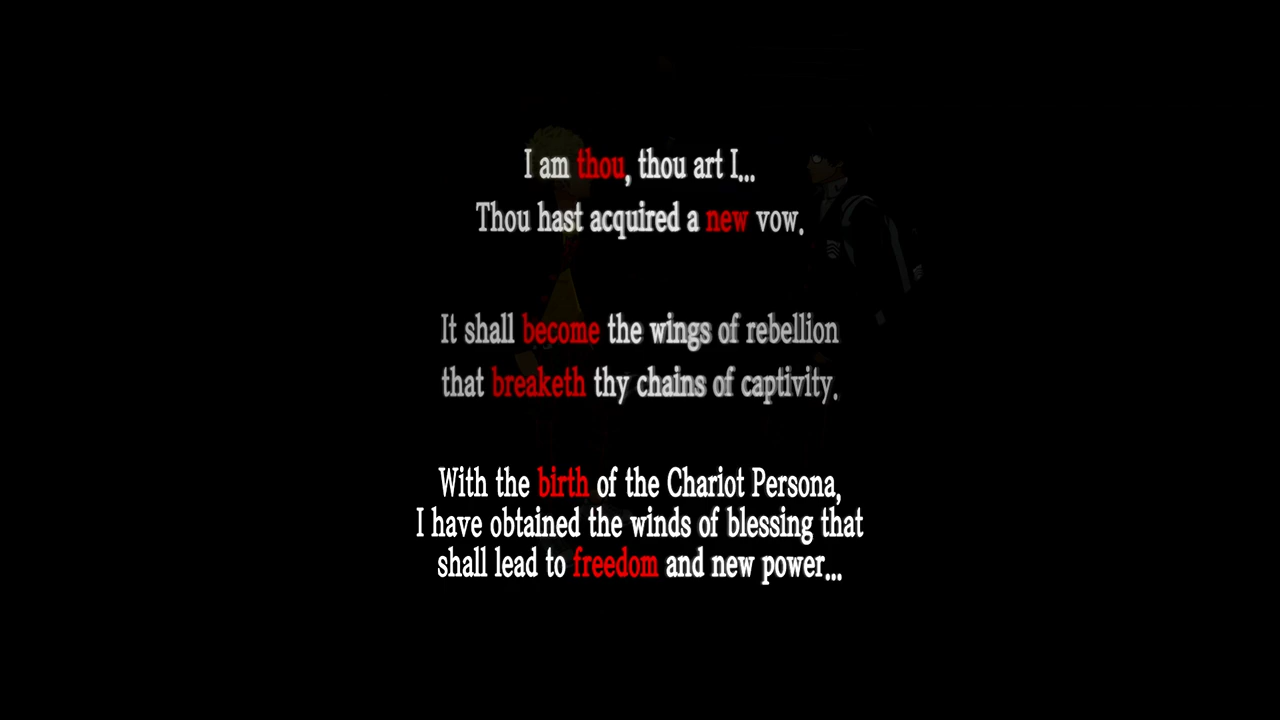 I am thou, thou art I...
Thou hast acquired a new vow.
It shall become the wings of rebellion
that breaketh thy chains of captivity.
With the birth of the Chariot Persona,
I have obtained the winds of blessing that
shall lead to freedom and new power...